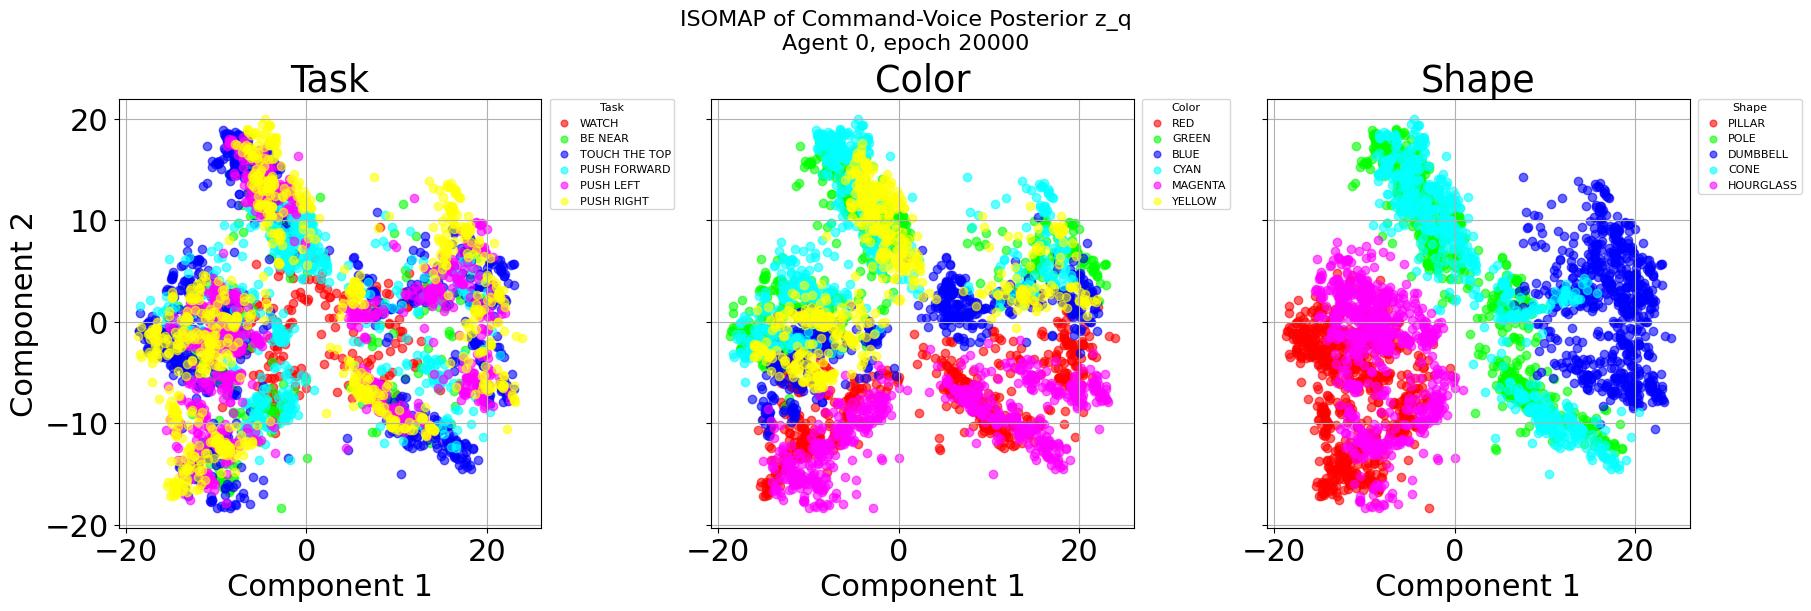 ISOMAP of Command-Voice Posterior z_q
Agent 0, epoch 20000
Task
Color
Shape
Task
WATCH
BE NEAR
TOUCH THE TOP
PUSH FORWARD
PUSH LEFT
PUSH RIGHT
Color
RED
GREEN
BLUE
CYAN
MAGENTA
YELLOW
Shape
PILLAR
POLE
DUMBBELL
CONE
HOURGLASS
Component 2
20
10
0
−10
−20
−20 0 20
−20 0 20
−20 0 20
Component 1
Component 1
Component 1